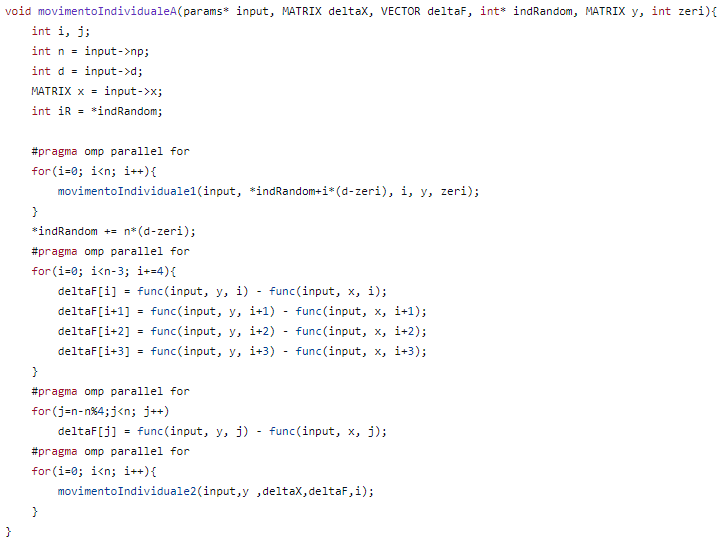 void movimentoIndividualeA(params* input, MATRIX deltaX, VECTOR deltaF, int* indRandom, MATRIX y, int zeri){
    int i, j;
    int n = input->np;
    int d = input->d;
    MATRIX x = input->x;
    int iR = *indRandom;

    #pragma omp parallel for
    for(i=0; i<n; i++){
        movimentoIndividuale1(input, *indRandom+i*(d-zeri), i, y, zeri);
    }
    *indRandom += n*(d-zeri);
    #pragma omp parallel for
    for(i=0; i<n-3; i+=4){
        deltaF[i] = func(input, y, i) - func(input, x, i);
        deltaF[i+1] = func(input, y, i+1) - func(input, x, i+1);
        deltaF[i+2] = func(input, y, i+2) - func(input, x, i+2);
        deltaF[i+3] = func(input, y, i+3) - func(input, x, i+3);
    }
    #pragma omp parallel for
    for(j=n-n%4;j<n; j++)
        deltaF[j] = func(input, y, j) - func(input, x, j);
    #pragma omp parallel for
    for(i=0; i<n; i++){
        movimentoIndividuale2(input,y ,deltaX,deltaF,i);
    }
}